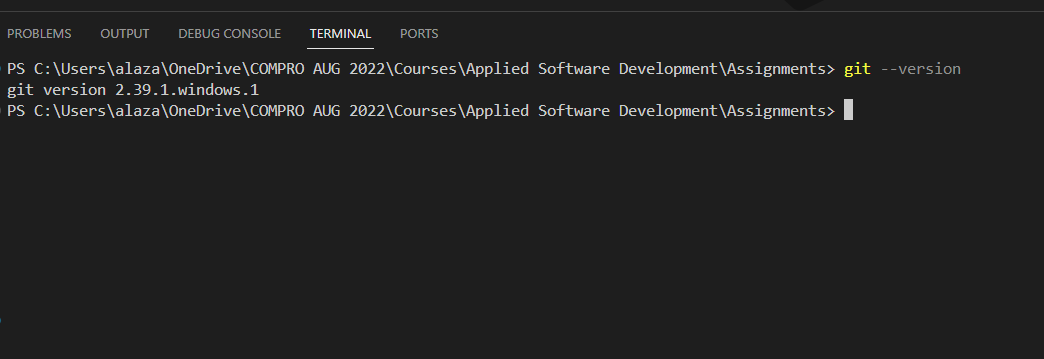 PROBLEMS OUTPUT DEBUG CONSOLE TERMINAL PORTS
PS C:\Users\alaza\OneDrive\COMPRO AUG 2022\Courses\Applied Software Development\Assignments> git --version
git version 2.39.1.windows.1
PS C:\Users\alaza\OneDrive\COMPRO AUG 2022\Courses\Applied Software Development\Assignments>